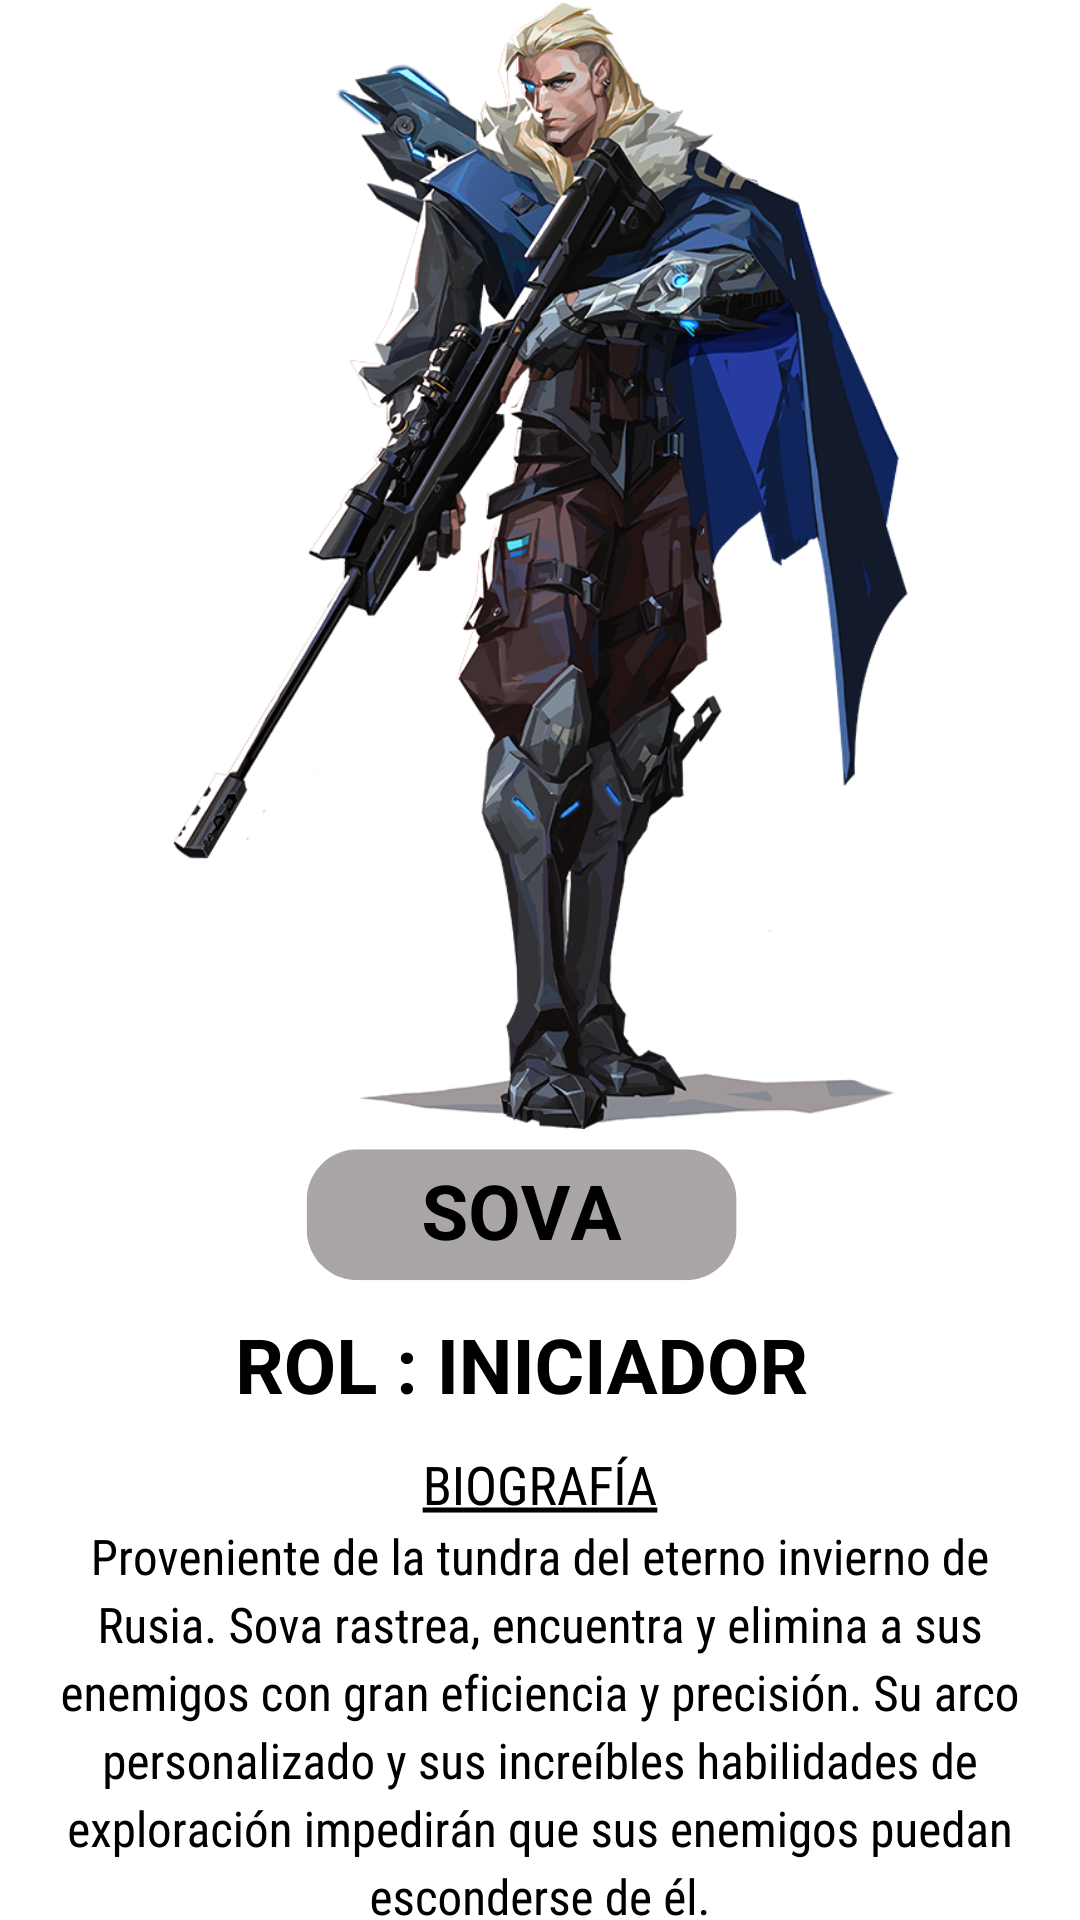 SOVA
ROL : INICIADOR
BIOGRAFÍA
Proveniente de la tundra del eterno invierno de
Rusia. Sova rastrea, encuentra y elimina a sus
enemigos con gran eficiencia y precisión. Su arco
personalizado y sus increíbles habilidades de
exploración impedirán que sus enemigos puedan
esconderse de él.